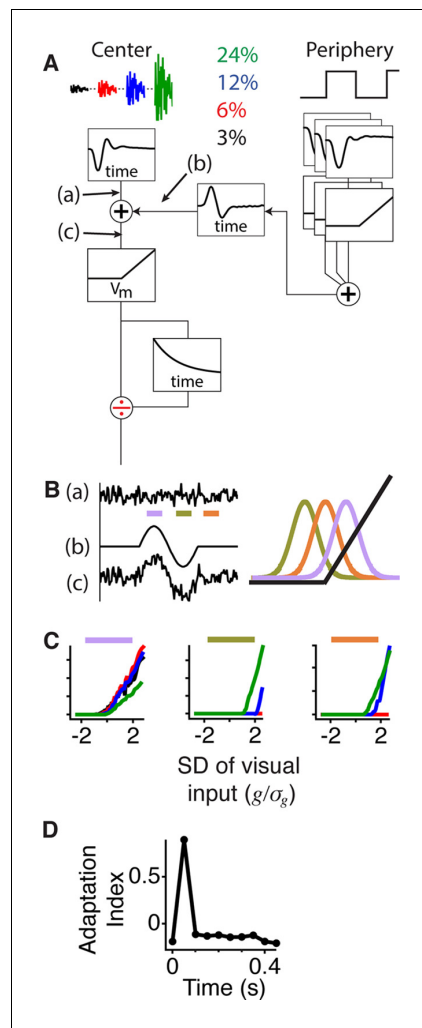 A
Center
24%
12%
6%
3%
Periphery
time
(b)
(a)
+
time
(c)
Vm
+
time
÷
B
(a)
(b)
(c)
C
-2 2
-2 2
-2 2
SD of visual
input (g/σg)
D
Adaptation
Index
0.5
0
0 0.4
Time (s)